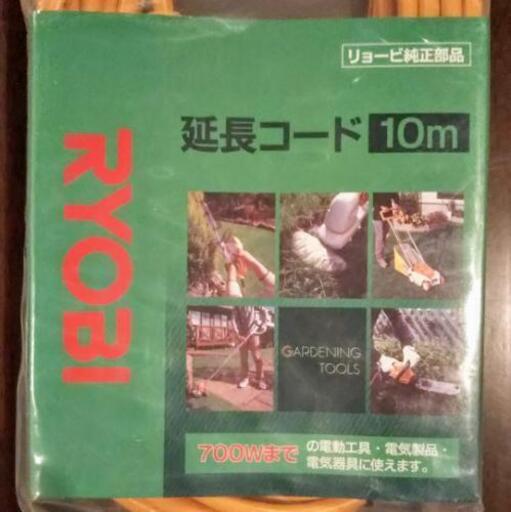 リョービ純正部品
延長コード 10m
RYOBI
GARDENING
TOOLS
700Wまで の電動工具・電気製品・
電気器具に使えます。